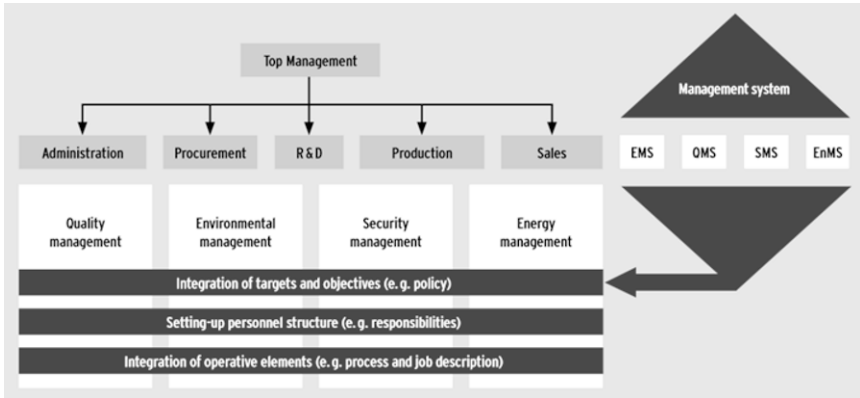 Top Management
Management system
Administration
Procurement
R & D
Production
Sales
EMS
QMS
SMS
EnMS
Quality
management
Environmental
management
Security
management
Energy
management
Integration of targets and objectives (e. g. policy)
Setting-up personnel structure (e. g. responsibilities)
Integration of operative elements (e. g. process and job description)